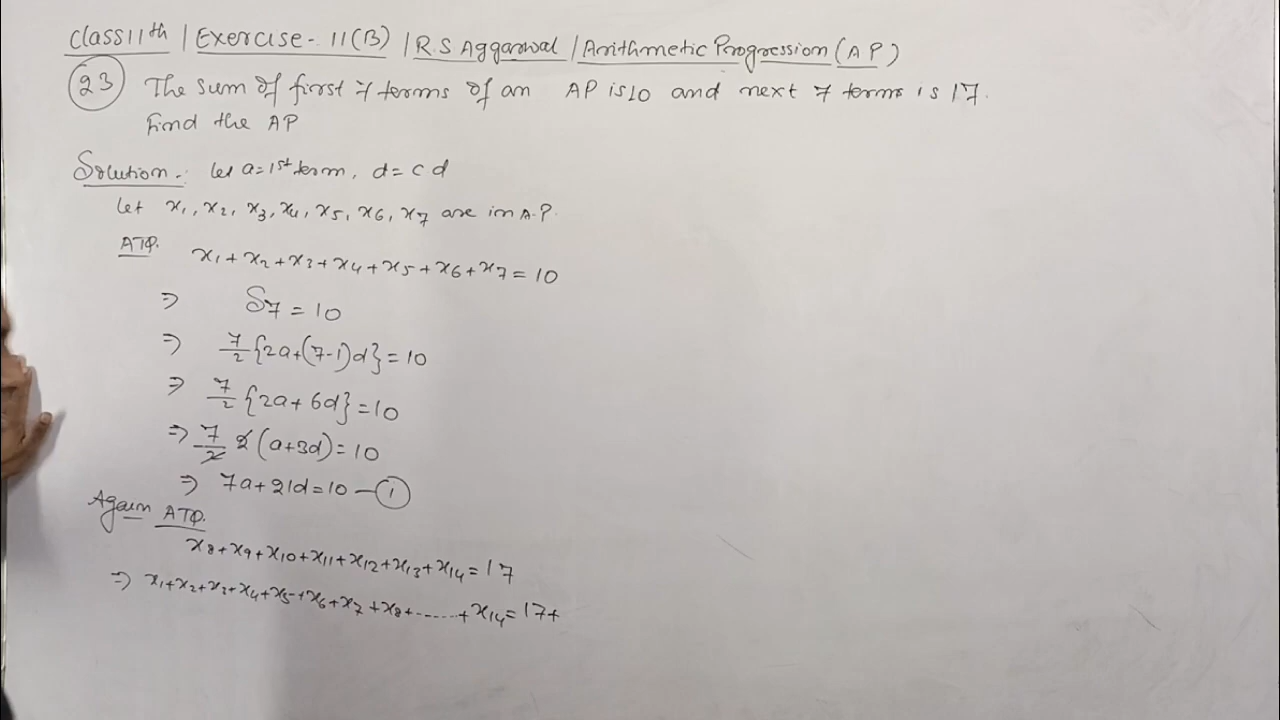 Class 11th | Exercise - 11(B) | R.S Aggarwal | Arithmetic Progression (AP)
23 The sum of first 7 terms of an AP is 10 and next 7 terms is 17.
Find the AP
Solution:- Let a=1st term, d=cd
Let x₁, x₂, x₃, x₄, x₅, x₆, x₇ are in A.P.
ATQ. x₁+x₂+x₃+x₄+x₅+x₆+x₇=10
⇒ S₇=10
⇒ 7/2{2a+(7-1)d}=10
⇒ 7/2{2a+6d}=10
⇒ 7/2 2(a+3d)=10
⇒ 7a+21d=10 — ①
Again ATQ.
x₈+x₉+x₁₀+x₁₁+x₁₂+x₁₃+x₁₄=17
⇒ x₁+x₂+x₃+x₄+x₅+x₆+x₇+x₈+......+x₁₄=17+